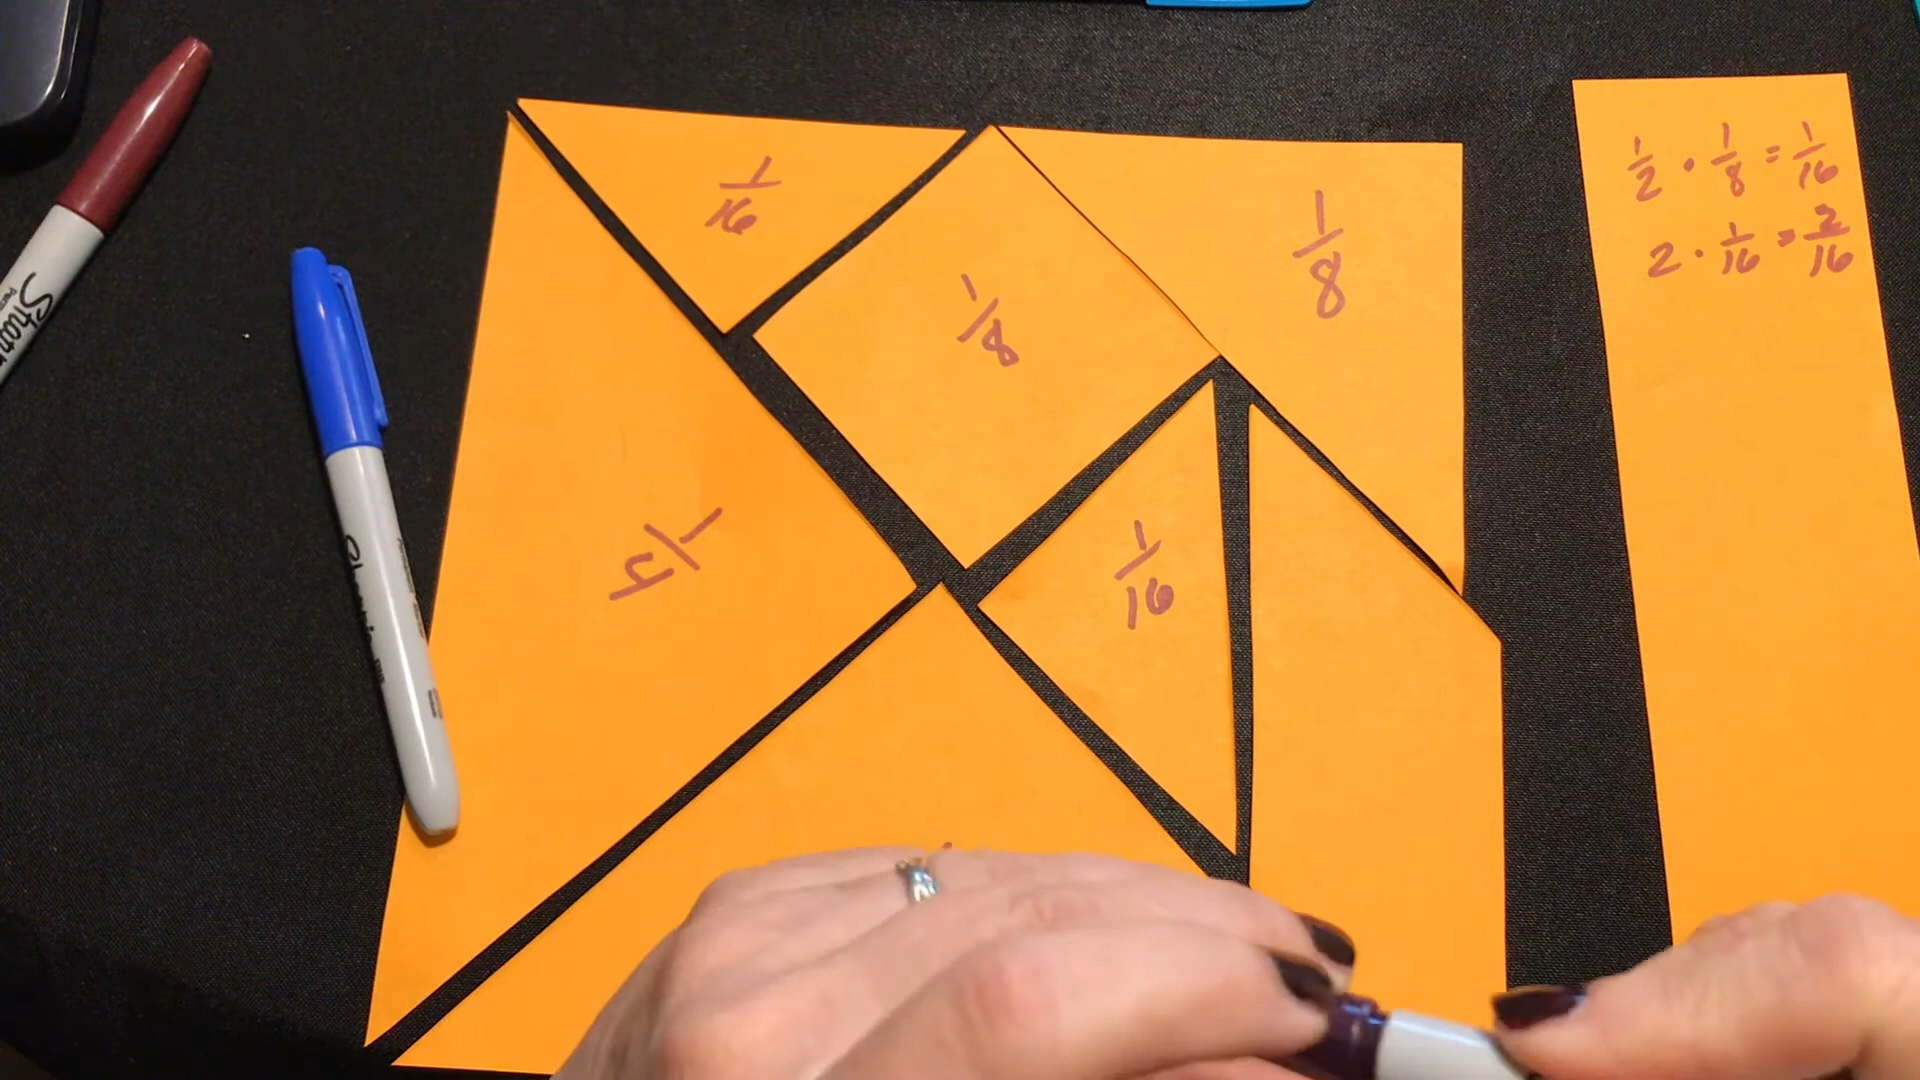 1/16
1/8
1/8
1/4
1/16
1/2 · 1/8 = 1/16
2 · 1/16 = 2/16